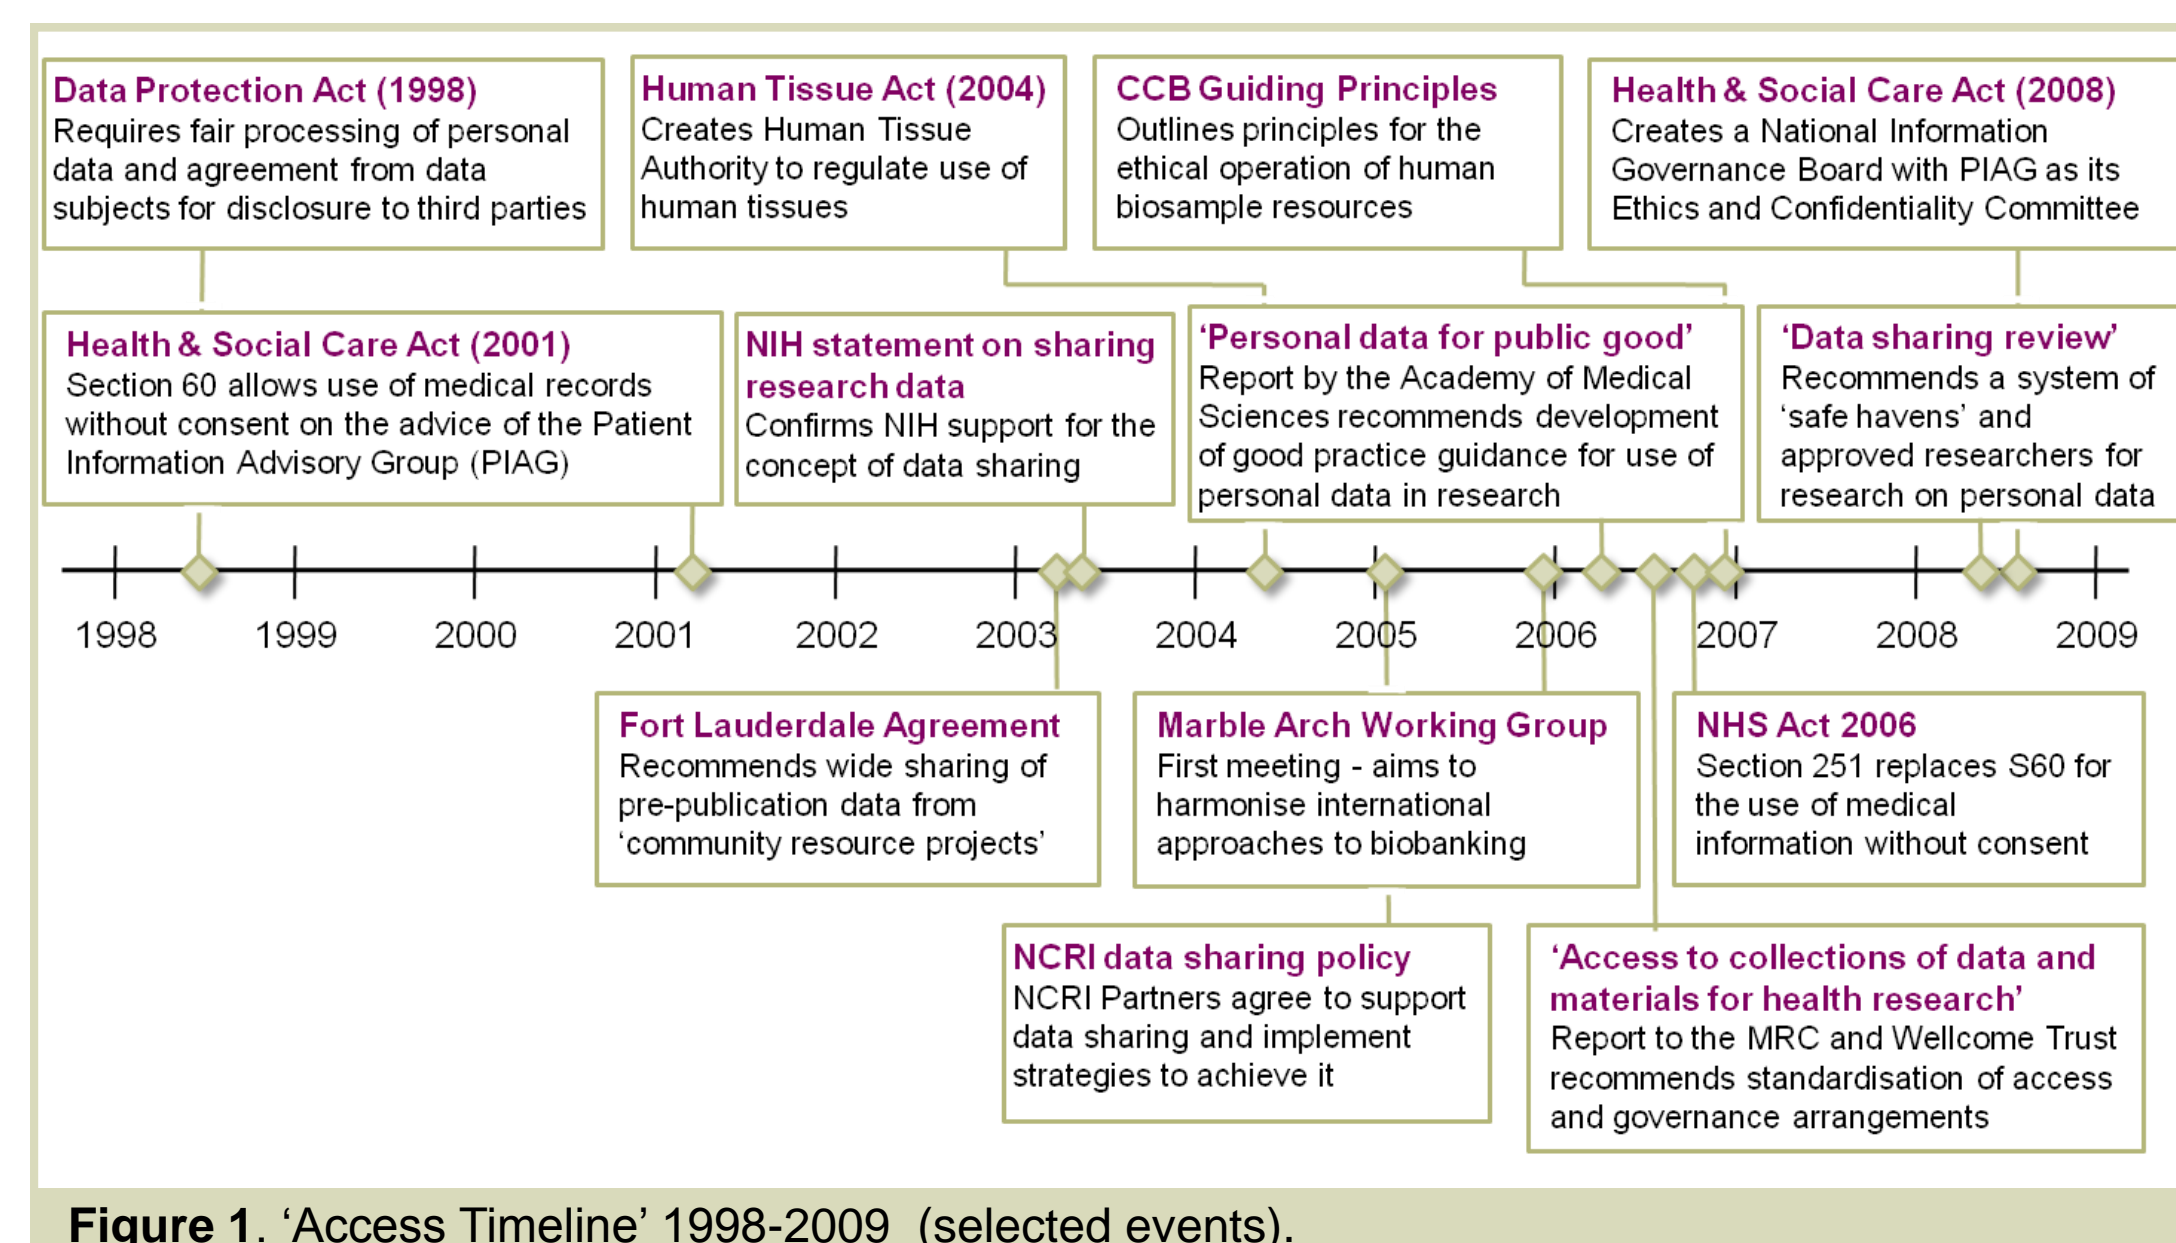 Data Protection Act (1998)
Requires fair processing of personal
data and agreement from data
subjects for disclosure to third parties
Human Tissue Act (2004)
Creates Human Tissue
Authority to regulate use of
human tissues
CCB Guiding Principles
Outlines principles for the
ethical operation of human
biosample resources
Health & Social Care Act (2008)
Creates a National Information
Governance Board with PIAG as its
Ethics and Confidentiality Committee
Health & Social Care Act (2001)
Section 60 allows use of medical records
without consent on the advice of the Patient
Information Advisory Group (PIAG)
NIH statement on sharing
research data
Confirms NIH support for the
concept of data sharing
‘Personal data for public good’
Report by the Academy of Medical
Sciences recommends development
of good practice guidance for use of
personal data in research
‘Data sharing review’
Recommends a system of
‘safe havens’ and
approved researchers for
research on personal data
1998 1999 2000 2001 2002 2003 2004 2005 2006 2007 2008 2009
Fort Lauderdale Agreement
Recommends wide sharing of
pre-publication data from
‘community resource projects’
Marble Arch Working Group
First meeting - aims to
harmonise international
approaches to biobanking
NHS Act 2006
Section 251 replaces S60 for
the use of medical
information without consent
NCRI data sharing policy
NCRI Partners agree to support
data sharing and implement
strategies to achieve it
‘Access to collections of data and
materials for health research’
Report to the MRC and Wellcome Trust
recommends standardisation of access
and governance arrangements
Figure 1. ‘Access Timeline’ 1998-2009 (selected events).